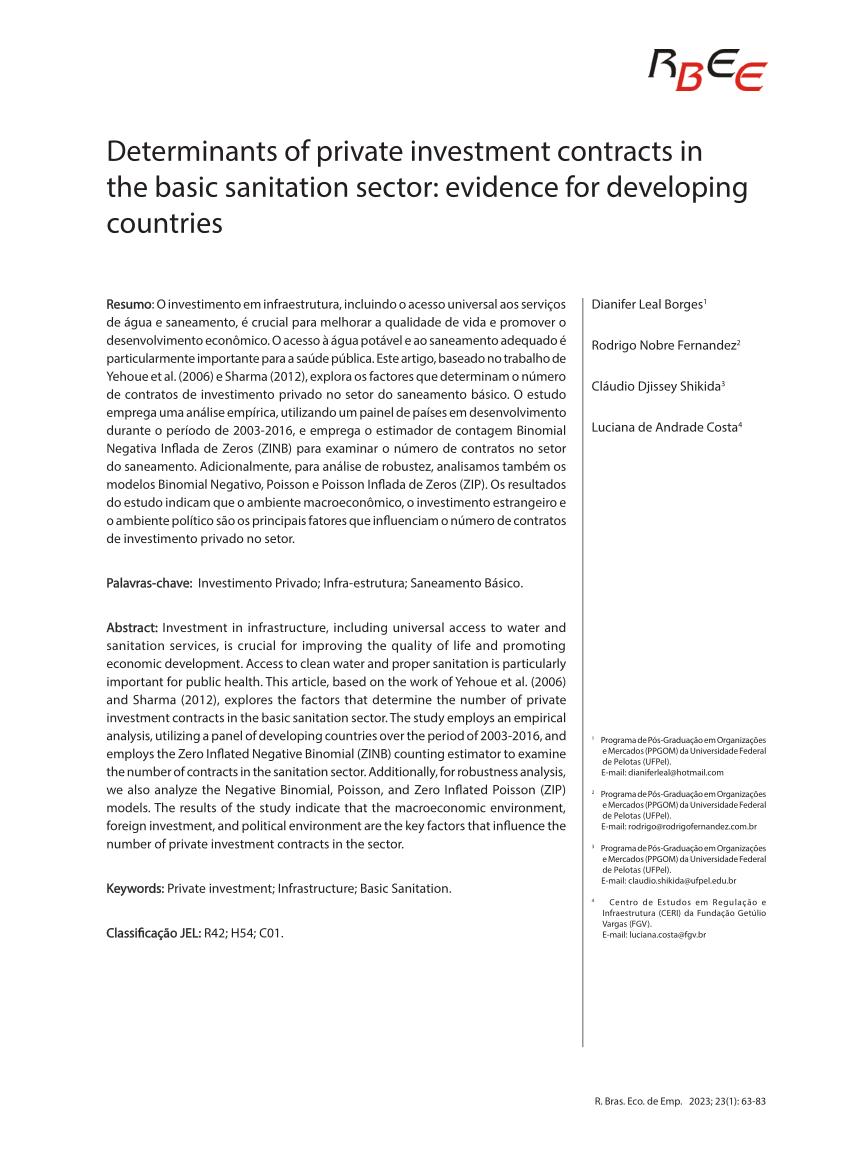 RBEE
Determinants of private investment contracts in
the basic sanitation sector: evidence for developing
countries
Resumo: O investimento em infraestrutura, incluindo o acesso universal aos serviços
de água e saneamento, é crucial para melhorar a qualidade de vida e promover o
desenvolvimento econômico. O acesso à água potável e ao saneamento adequado é
particularmente importante para a saúde pública. Este artigo, baseado no trabalho de
Yehoue et al. (2006) e Sharma (2012), explora os factores que determinam o número
de contratos de investimento privado no setor do saneamento básico. O estudo
emprega uma análise empírica, utilizando um painel de países em desenvolvimento
durante o período de 2003-2016, e emprega o estimador de contagem Binomial
Negativa Inflada de Zeros (ZINB) para examinar o número de contratos no setor
do saneamento. Adicionalmente, para análise de robustez, analisamos também os
modelos Binomial Negativo, Poisson e Poisson Inflada de Zeros (ZIP). Os resultados
do estudo indicam que o ambiente macroeconômico, o investimento estrangeiro e
o ambiente político são os principais fatores que influenciam o número de contratos
de investimento privado no setor.
Palavras-chave: Investimento Privado; Infra-estrutura; Saneamento Básico.
Abstract: Investment in infrastructure, including universal access to water and
sanitation services, is crucial for improving the quality of life and promoting
economic development. Access to clean water and proper sanitation is particularly
important for public health. This article, based on the work of Yehoue et al. (2006)
and Sharma (2012), explores the factors that determine the number of private
investment contracts in the basic sanitation sector. The study employs an empirical
analysis, utilizing a panel of developing countries over the period of 2003-2016, and
employs the Zero Inflated Negative Binomial (ZINB) counting estimator to examine
the number of contracts in the sanitation sector. Additionally, for robustness analysis,
we also analyze the Negative Binomial, Poisson, and Zero Inflated Poisson (ZIP)
models. The results of the study indicate that the macroeconomic environment,
foreign investment, and political environment are the key factors that influence the
number of private investment contracts in the sector.
Keywords: Private investment; Infrastructure; Basic Sanitation.
Classificação JEL: R42; H54; C01.
Dianifer Leal Borges¹
Rodrigo Nobre Fernandez²
Cláudio Djissey Shikida³
Luciana de Andrade Costa⁴
¹ Programa de Pós-Graduação em Organizações
e Mercados (PPGOM) da Universidade Federal
de Pelotas (UFPel).
E-mail: dianiferleal@hotmail.com
² Programa de Pós-Graduação em Organizações
e Mercados (PPGOM) da Universidade Federal
de Pelotas (UFPel).
E-mail: rodrigo@rodrigofernandez.com.br
³ Programa de Pós-Graduação em Organizações
e Mercados (PPGOM) da Universidade Federal
de Pelotas (UFPel).
E-mail: claudio.shikida@ufpel.edu.br
⁴ Centro de Estudos em Regulação e
Infraestrutura (CERI) da Fundação Getúlio
Vargas (FGV).
E-mail: luciana.costa@fgv.br
R. Bras. Eco. de Emp. 2023; 23(1): 63-83